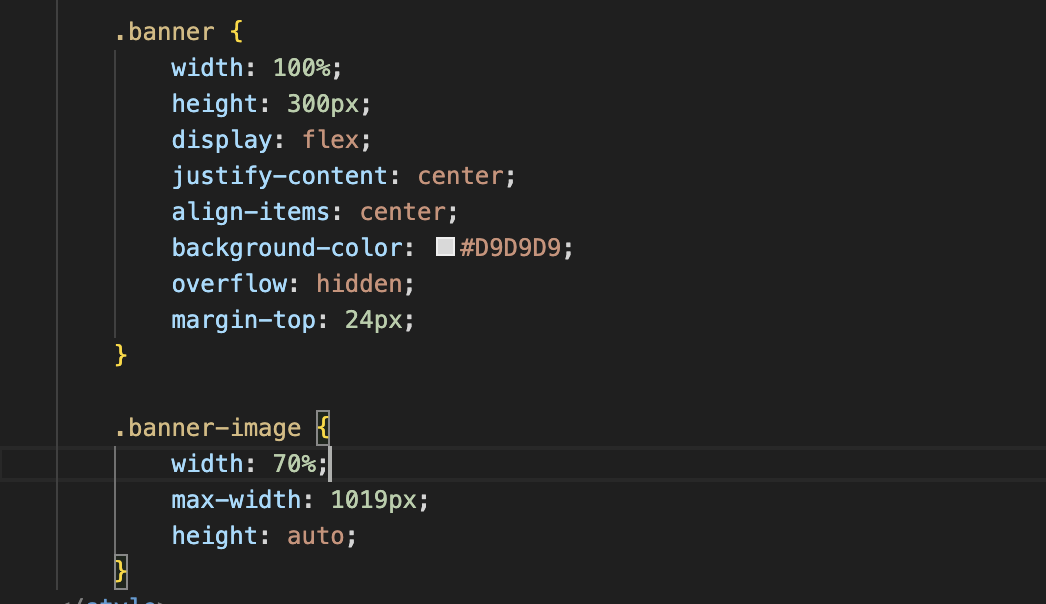 .banner {
width: 100%;
height: 300px;
display: flex;
justify-content: center;
align-items: center;
background-color: #D9D9D9;
overflow: hidden;
margin-top: 24px;
}
.banner-image {
width: 70%;
max-width: 1019px;
height: auto;
}
</style>